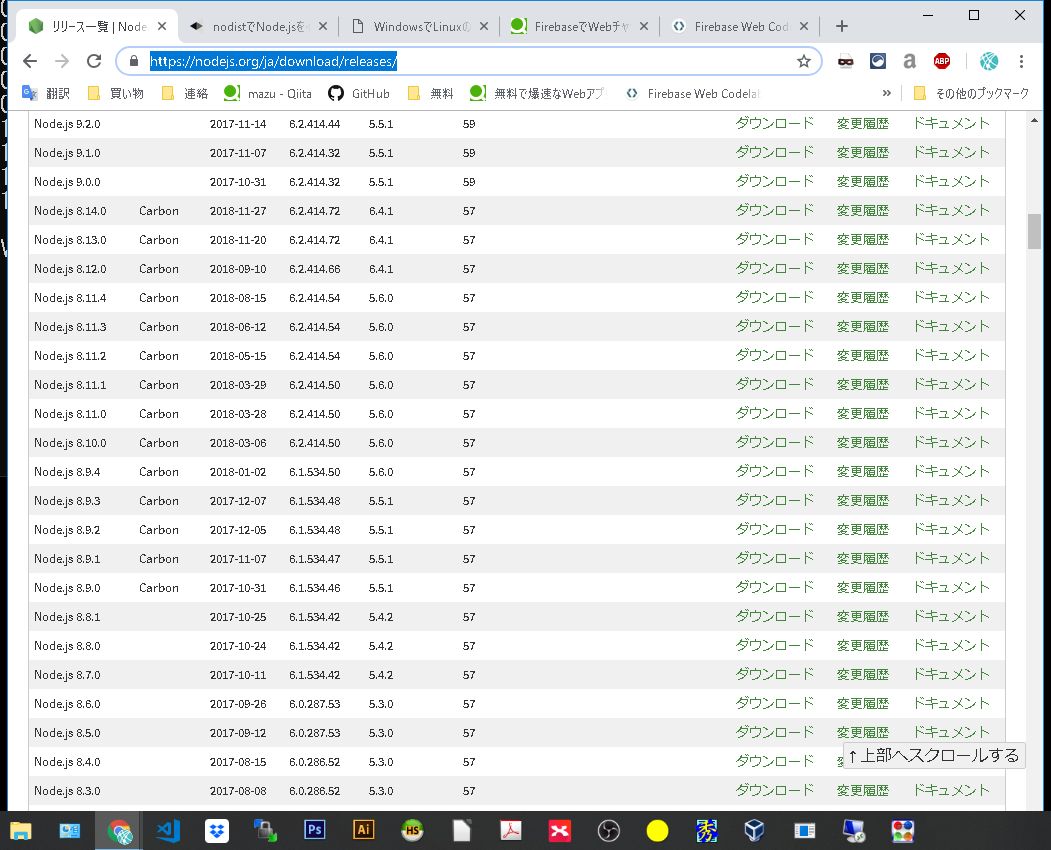 リリース一覧 | Node.
nodistでNode.jsを
WindowsでLinuxの
FirebaseでWebチャ
Firebase Web Cod
https://nodejs.org/ja/download/releases/
a ABP
翻訳 買い物 連絡 mazu - Qiita GitHub 無料 無料で爆速なWebアプ Firebase Web Codelal » その他のブックマーク
Node.js 9.2.0 2017-11-14 6.2.414.44 5.5.1 59 ダウンロード 変更履歴 ドキュメント
Node.js 9.1.0 2017-11-07 6.2.414.32 5.5.1 59 ダウンロード 変更履歴 ドキュメント
Node.js 9.0.0 2017-10-31 6.2.414.32 5.5.1 59 ダウンロード 変更履歴 ドキュメント
Node.js 8.14.0 Carbon 2018-11-27 6.2.414.72 6.4.1 57 ダウンロード 変更履歴 ドキュメント
Node.js 8.13.0 Carbon 2018-11-20 6.2.414.72 6.4.1 57 ダウンロード 変更履歴 ドキュメント
Node.js 8.12.0 Carbon 2018-09-10 6.2.414.66 6.4.1 57 ダウンロード 変更履歴 ドキュメント
Node.js 8.11.4 Carbon 2018-08-15 6.2.414.54 5.6.0 57 ダウンロード 変更履歴 ドキュメント
Node.js 8.11.3 Carbon 2018-06-12 6.2.414.54 5.6.0 57 ダウンロード 変更履歴 ドキュメント
Node.js 8.11.2 Carbon 2018-05-15 6.2.414.54 5.6.0 57 ダウンロード 変更履歴 ドキュメント
Node.js 8.11.1 Carbon 2018-03-29 6.2.414.50 5.6.0 57 ダウンロード 変更履歴 ドキュメント
Node.js 8.11.0 Carbon 2018-03-28 6.2.414.50 5.6.0 57 ダウンロード 変更履歴 ドキュメント
Node.js 8.10.0 Carbon 2018-03-06 6.2.414.50 5.6.0 57 ダウンロード 変更履歴 ドキュメント
Node.js 8.9.4 Carbon 2018-01-02 6.1.534.50 5.6.0 57 ダウンロード 変更履歴 ドキュメント
Node.js 8.9.3 Carbon 2017-12-07 6.1.534.48 5.5.1 57 ダウンロード 変更履歴 ドキュメント
Node.js 8.9.2 Carbon 2017-12-05 6.1.534.48 5.5.1 57 ダウンロード 変更履歴 ドキュメント
Node.js 8.9.1 Carbon 2017-11-07 6.1.534.47 5.5.1 57 ダウンロード 変更履歴 ドキュメント
Node.js 8.9.0 Carbon 2017-10-31 6.1.534.46 5.5.1 57 ダウンロード 変更履歴 ドキュメント
Node.js 8.8.1 2017-10-25 6.1.534.42 5.4.2 57 ダウンロード 変更履歴 ドキュメント
Node.js 8.8.0 2017-10-24 6.1.534.42 5.4.2 57 ダウンロード 変更履歴 ドキュメント
Node.js 8.7.0 2017-10-11 6.1.534.42 5.4.2 57 ダウンロード 変更履歴 ドキュメント
Node.js 8.6.0 2017-09-26 6.0.287.53 5.3.0 57 ダウンロード 変更履歴 ドキュメント
Node.js 8.5.0 2017-09-12 6.0.287.53 5.3.0 57 ダウンロード 変更履歴 ドキュメント
Node.js 8.4.0 2017-08-15 6.0.286.52 5.3.0 57 ダウンロード
↑上部へスクロールする
Node.js 8.3.0 2017-08-08 6.0.286.52 5.3.0 57 ダウンロード 変更履歴 ドキュメント
Ps Ai HS 秀